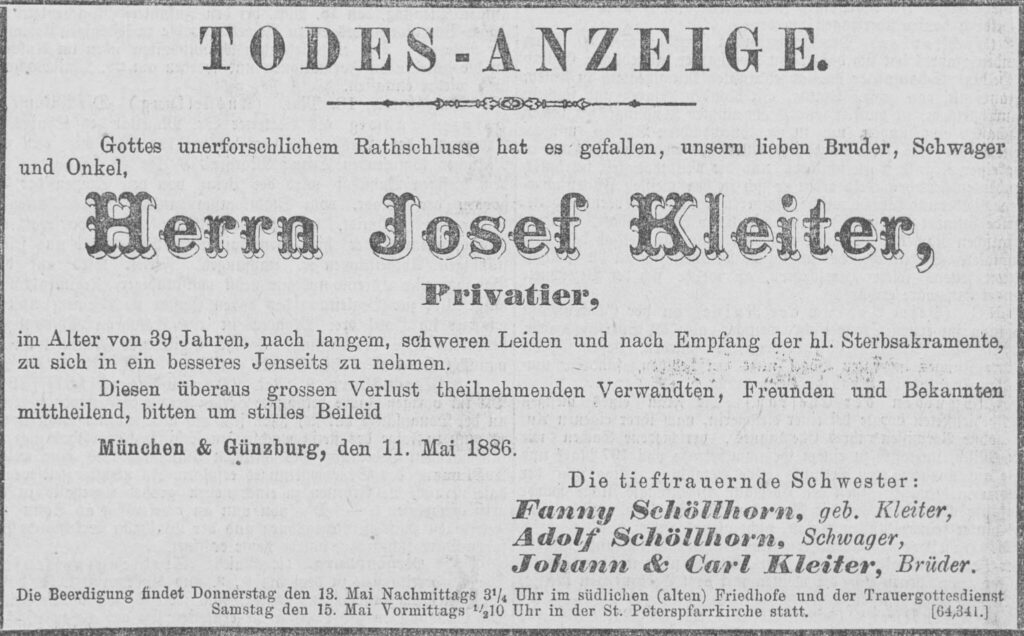 TODES-ANZEIGE.
Gottes unerforschlichem Rathschlusse hat es gefallen, unsern lieben Bruder, Schwager
und Onkel,
Herrn Josef Kleiter,
Privatier,
im Alter von 39 Jahren, nach langem, schweren Leiden und nach Empfang der hl. Sterbsakramente,
zu sich in ein besseres Jenseits zu nehmen.
Diesen überaus grossen Verlust theilnehmenden Verwandten, Freunden und Bekannten
mittheilend, bitten um stilles Beileid
München & Günzburg, den 11. Mai 1886.
Die tieftrauernde Schwester:
Fanny Schöllhorn, geb. Kleiter,
Adolf Schöllhorn, Schwager,
Johann & Carl Kleiter, Brüder.
Die Beerdigung findet Donnerstag den 13. Mai Nachmittags 3¼ Uhr im südlichen (alten) Friedhofe und der Trauergottesdienst
Samstag den 15. Mai Vormittags ½10 Uhr in der St. Peterspfarrkirche statt. [64,341.]